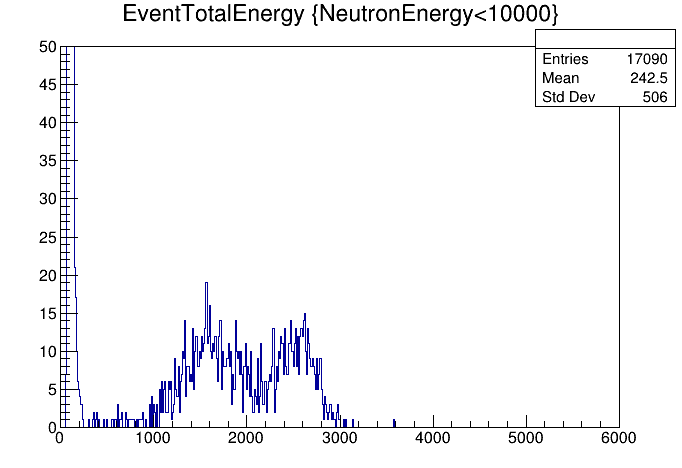 EventTotalEnergy {NeutronEnergy<10000}
Entries 17090
Mean 242.5
Std Dev 506
50
45
40
35
30
25
20
15
10
5
0
0 1000 2000 3000 4000 5000 6000